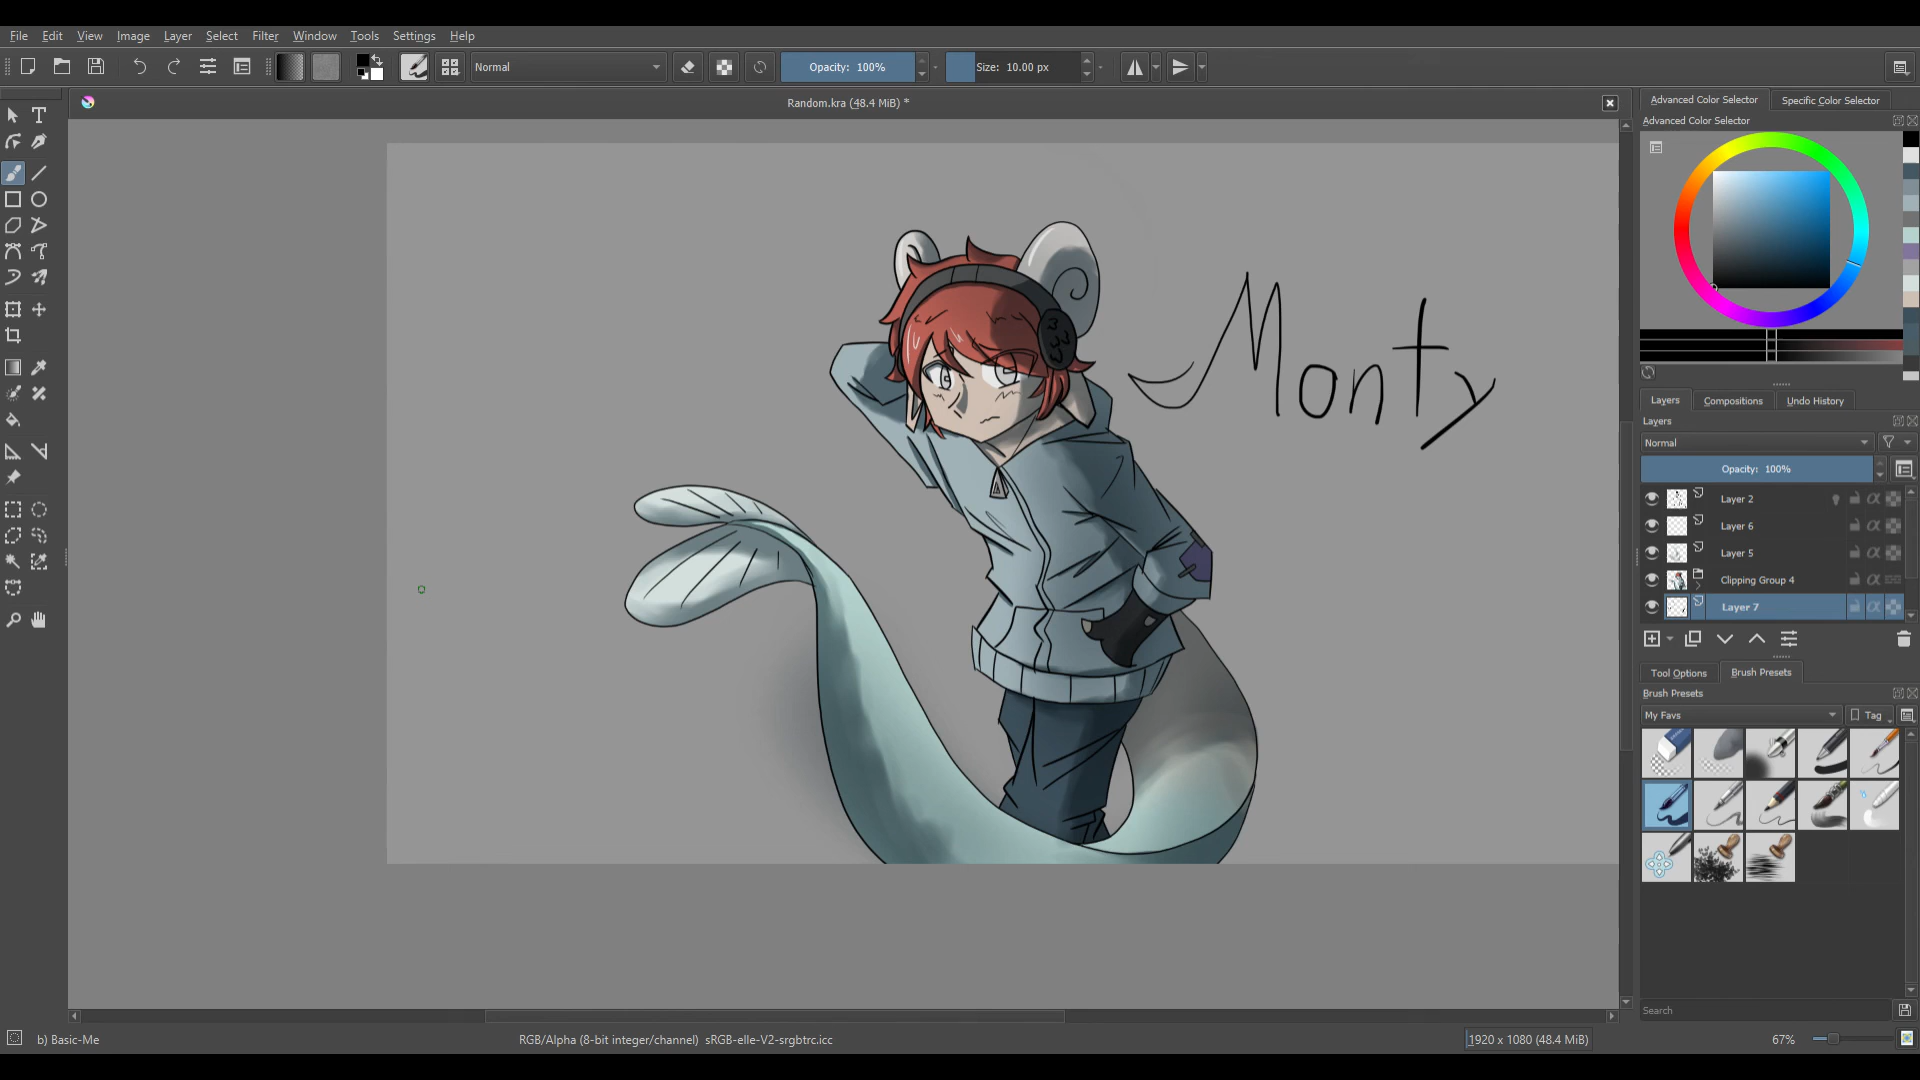 File Edit View Image Layer Select Filter Tools Settings Window Help
Normal
Opacity: 100%
Size: 10.00 px
Random.kra (48.4 MiB) *
Advanced Color Selector
Specific Color Selector
Advanced Color Selector
Monty
Layers
Compositions
Undo History
Layers
Normal
Opacity: 100%
Layer 2
Layer 6
Layer 5
Clipping Group 4
Layer 7
Tool Options
Brush Presets
Brush Presets
My Favs
Tag
Search
b) Basic-Me
RGB/Alpha (8-bit integer/channel) sRGB-elle-V2-srgbtrc.icc
1920 x 1080 (48.4 MiB)
67%